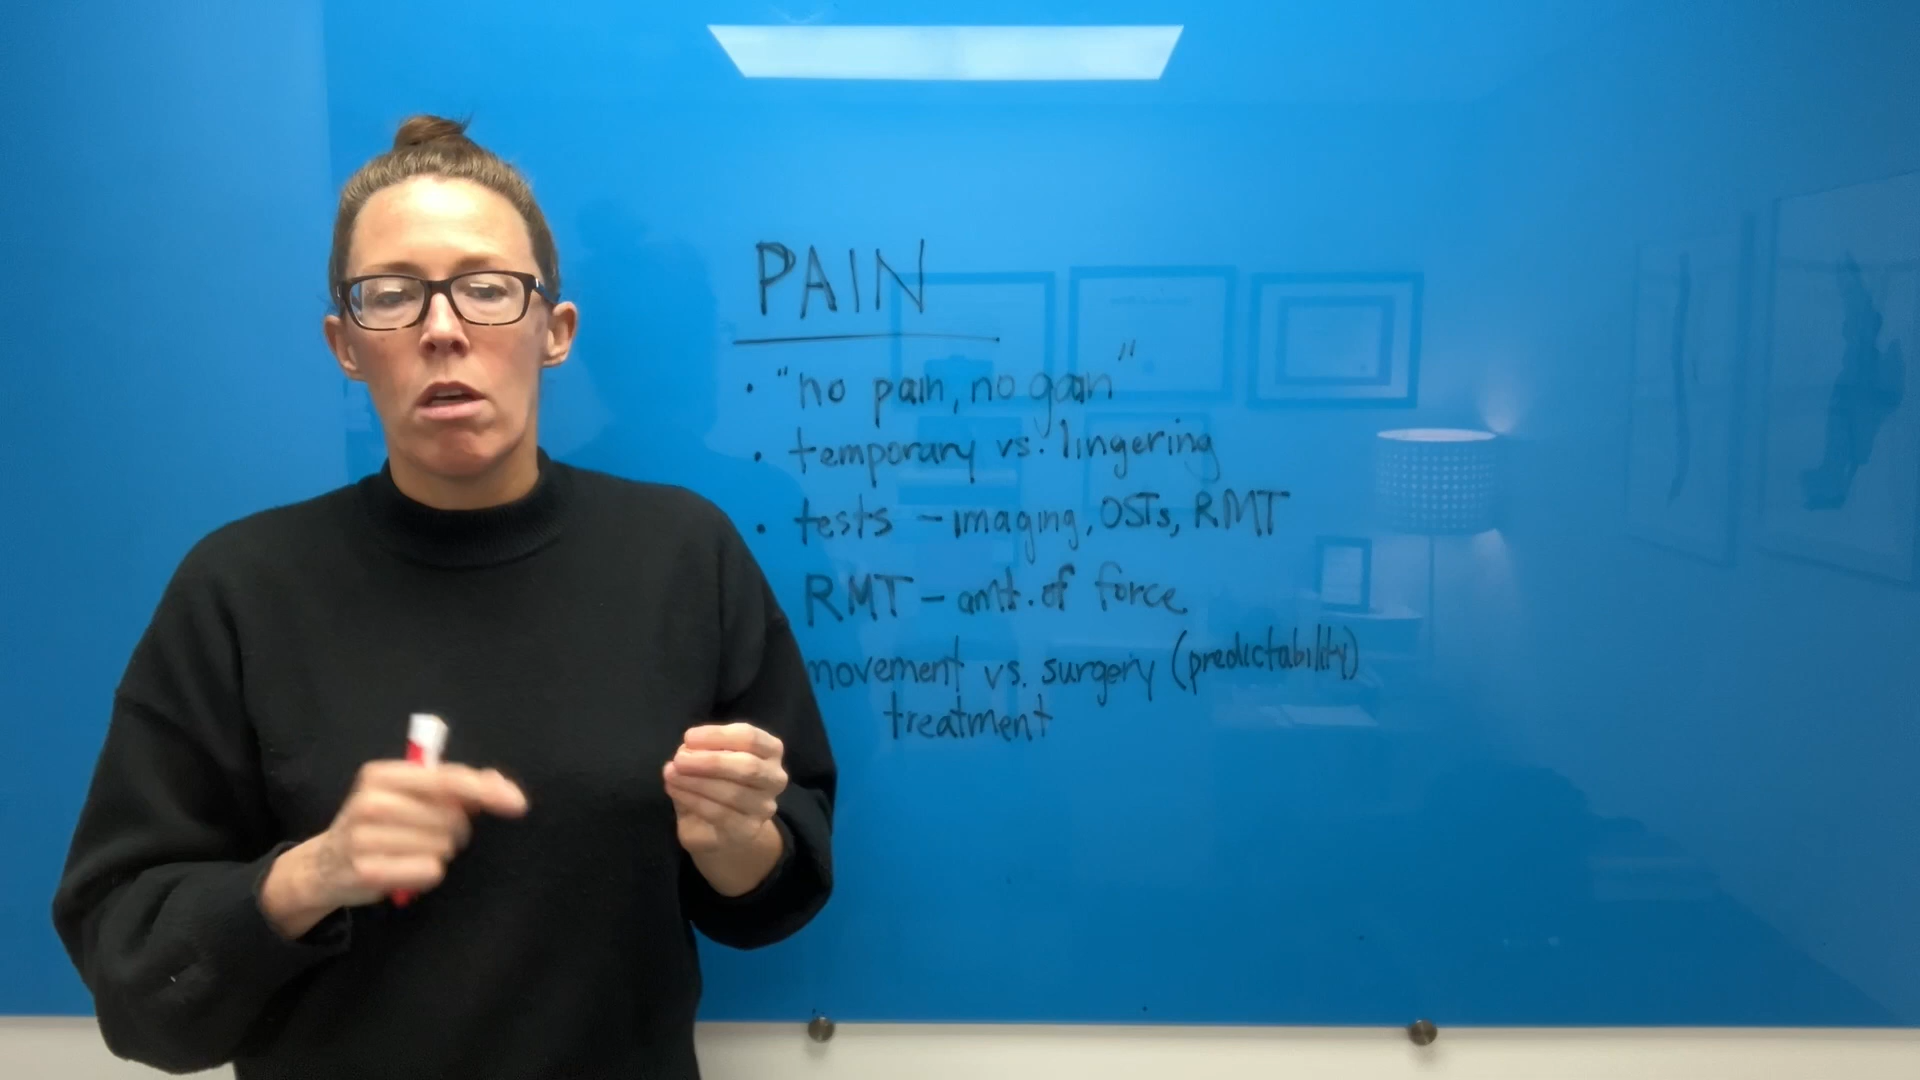 PAIN
• "no pain, no gain"
• temporary vs. lingering
• tests - imaging, OSTs, RMT
RMT - amt. of force
movement vs. surgery (predictability)
treatment